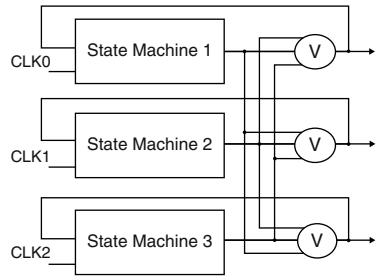 State Machine 1
V
CLK0
State Machine 2
V
CLK1
State Machine 3
V
CLK2